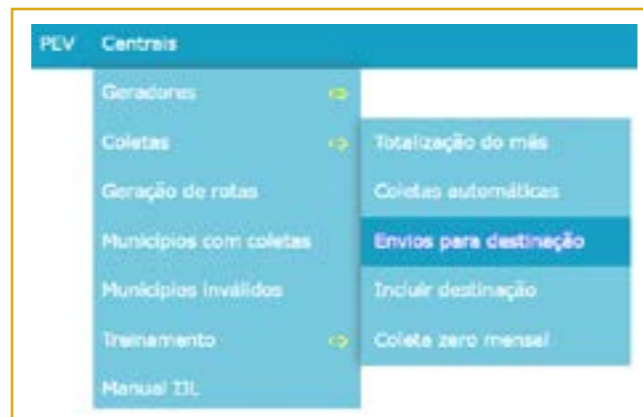 PEV Centrais
Geradores
Coletas
Geração de rotas
Municípios com coletas
Municípios inválidos
Treinamento
Manual IJL
Totalização do mês
Coletas automáticas
Envios para destinação
Incluir destinação
Coleta zero mensal